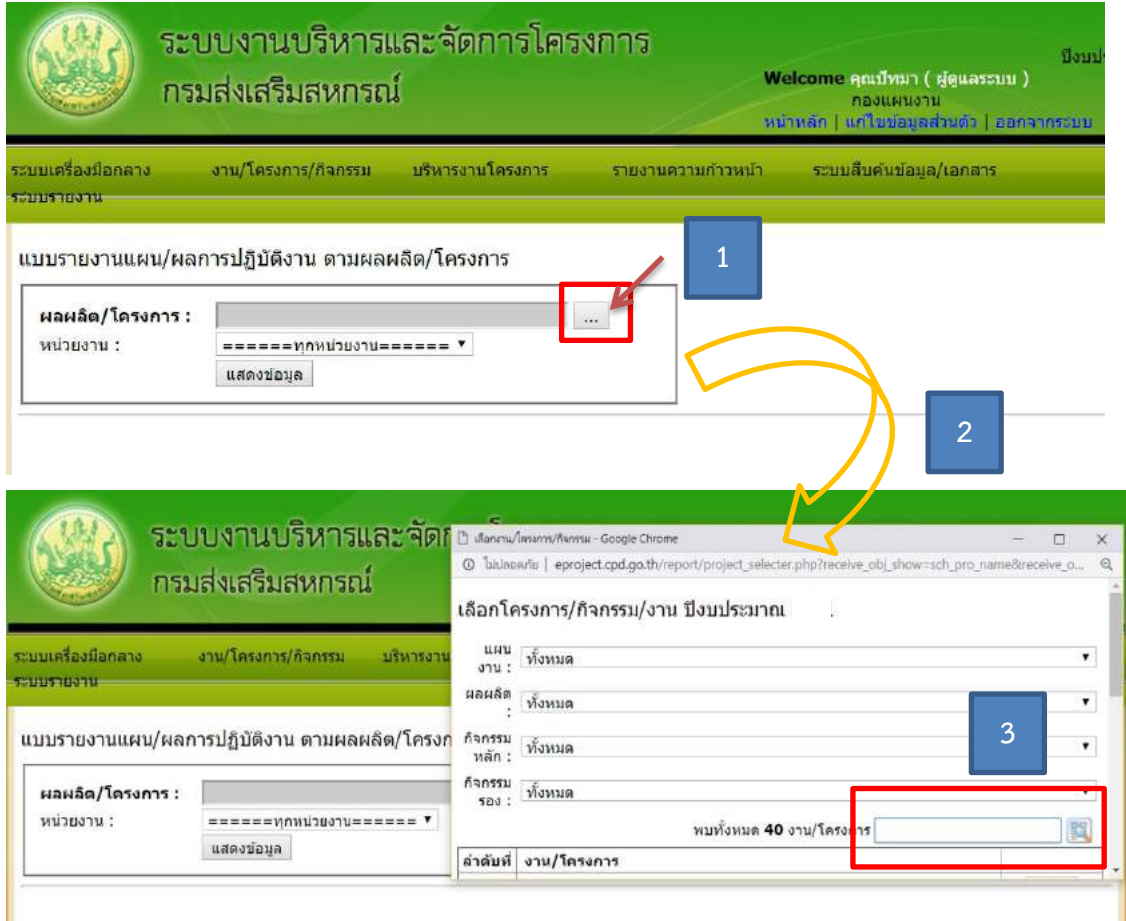 ระบบงานบริหารและจัดการโครงการ
กรมส่งเสริมสหกรณ์
ปีงบป
Welcome คุณปัทมา ( ผู้ดูแลระบบ )
กองแผนงาน
หน้าหลัก | แก้ไขข้อมูลส่วนตัว | ออกจากระบบ
ระบบเครื่องมือกลาง งาน/โครงการ/กิจกรรม บริหารงานโครงการ รายงานความก้าวหน้า ระบบสืบค้นข้อมูล/เอกสาร
ระบบรายงาน
แบบรายงานแผน/ผลการปฏิบัติงาน ตามผลผลิต/โครงการ
1
ผลผลิต/โครงการ : ...
หน่วยงาน : ======ทุกหน่วยงาน======
แสดงข้อมูล
2
ระบบงานบริหารและจัด
กรมส่งเสริมสหกรณ์
ระบบเครื่องมือกลาง งาน/โครงการ/กิจกรรม บริหารงาน
ระบบรายงาน
แบบรายงานแผน/ผลการปฏิบัติงาน ตามผลผลิต/โครงก
ผลผลิต/โครงการ :
หน่วยงาน : ======ทุกหน่วยงาน======
แสดงข้อมูล
เลือกงาน/โครงการ/กิจกรรม - Google Chrome
ไม่ปลอดภัย | eproject.cpd.go.th/report/project_selecter.php?receive_obj_show=sch_pro_name&receive_o...
เลือกโครงการ/กิจกรรม/งาน ปีงบประมาณ
แผน
งาน : ทั้งหมด
ผลผลิต
: ทั้งหมด
3
กิจกรรม
หลัก : ทั้งหมด
กิจกรรม
รอง : ทั้งหมด
พบทั้งหมด 40 งาน/โครงการ
ลำดับที่ งาน/โครงการ